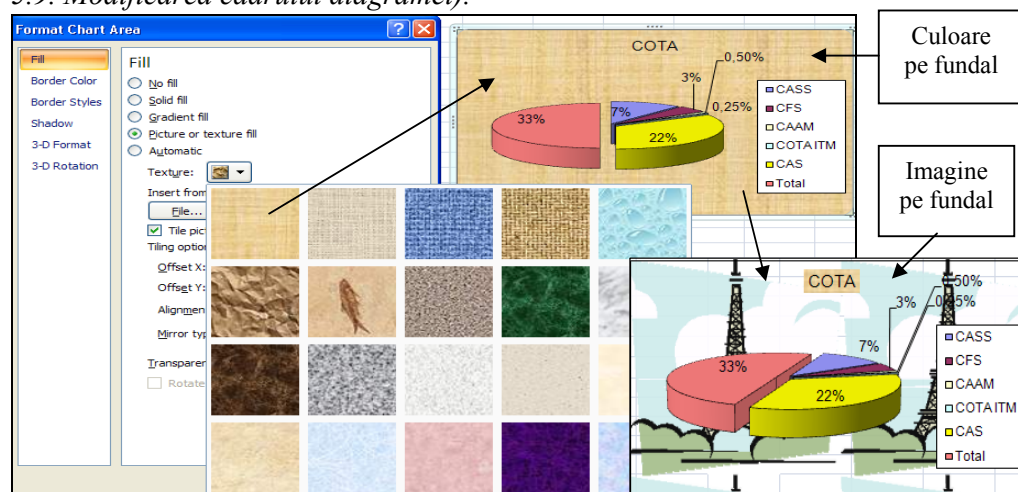 5.9. Modificarea cadrului diagramei).
Format Chart Area
Fill
Border Color
Border Styles
Shadow
3-D Format
3-D Rotation
Fill
No fill
Solid fill
Gradient fill
Picture or texture fill
Automatic
Texture:
Insert from
File...
Tile pic
Tiling optio
Offset X:
Offset Y:
Alignmen
Mirror typ
Transparen
Rotate
COTA
0,50%
3%
0,25%
7%
33%
22%
CASS
CFS
CAAM
COTA ITM
CAS
Total
Culoare
pe fundal
Imagine
pe fundal
COTA
0,50%
3%
7%
33%
22%
CASS
CFS
CAAM
COTA ITM
CAS
Total